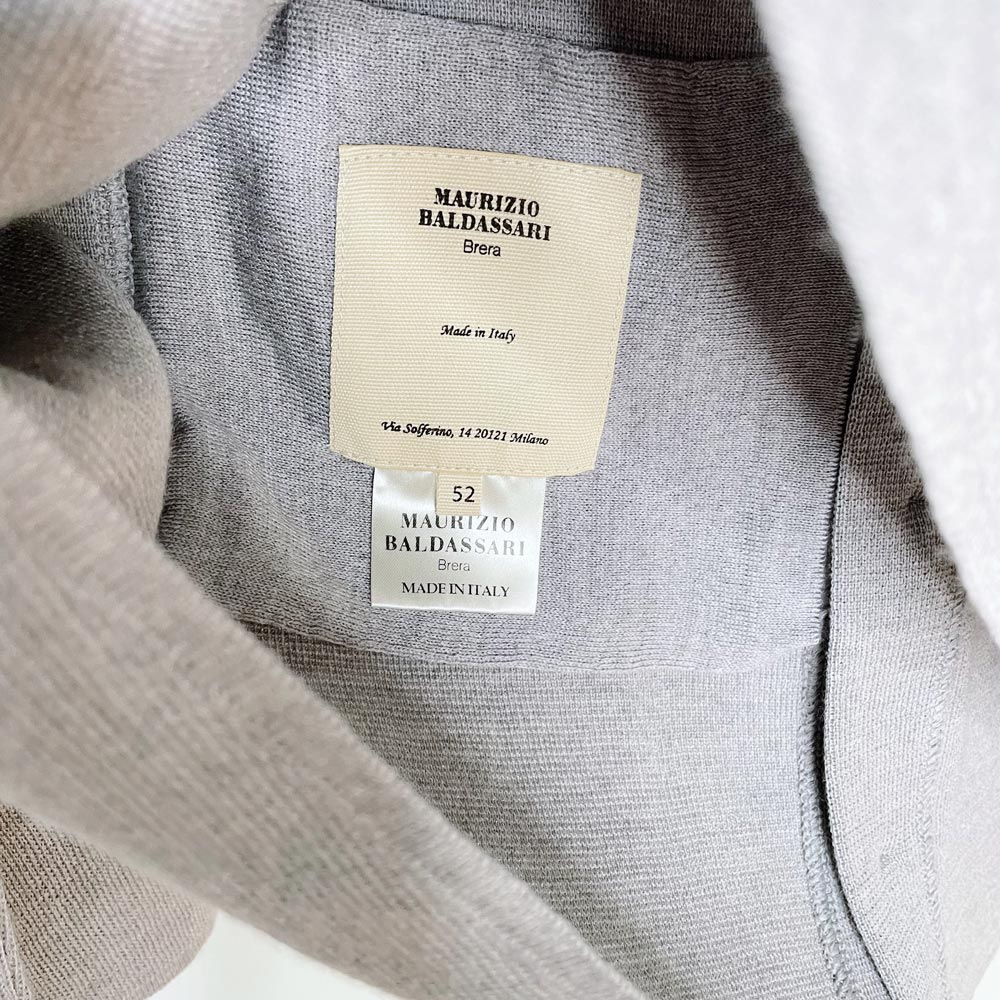 MAURIZIO
BALDASSARI
Brera
Made in Italy
Via Solferino, 14 20121 Milano
52
MAURIZIO
BALDASSARI
Brera
MADE IN ITALY